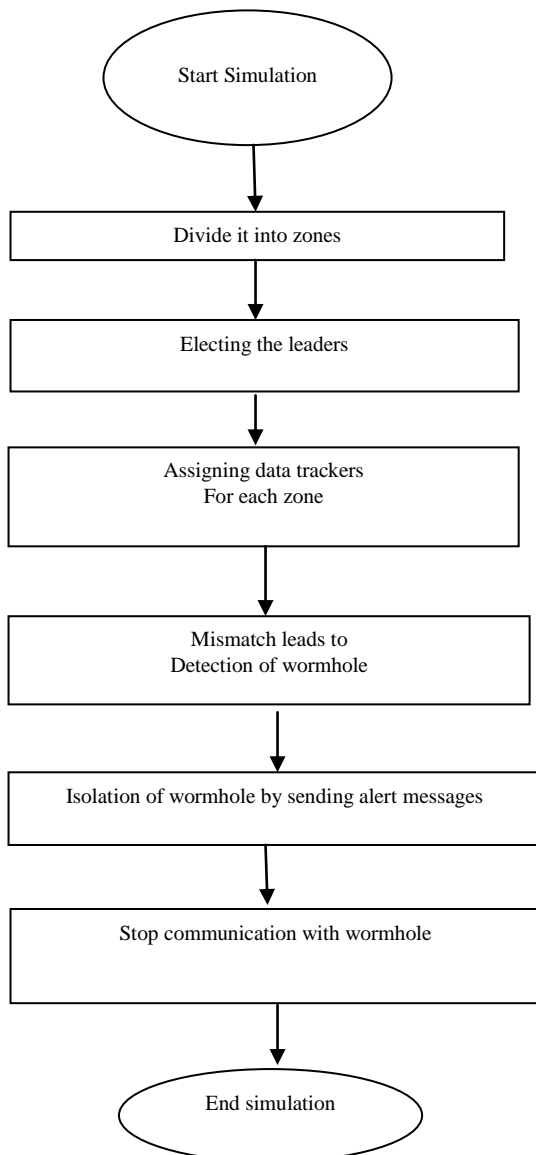 Start Simulation
Divide it into zones
Electing the leaders
Assigning data trackers
For each zone
Mismatch leads to
Detection of wormhole
Isolation of wormhole by sending alert messages
Stop communication with wormhole
End simulation